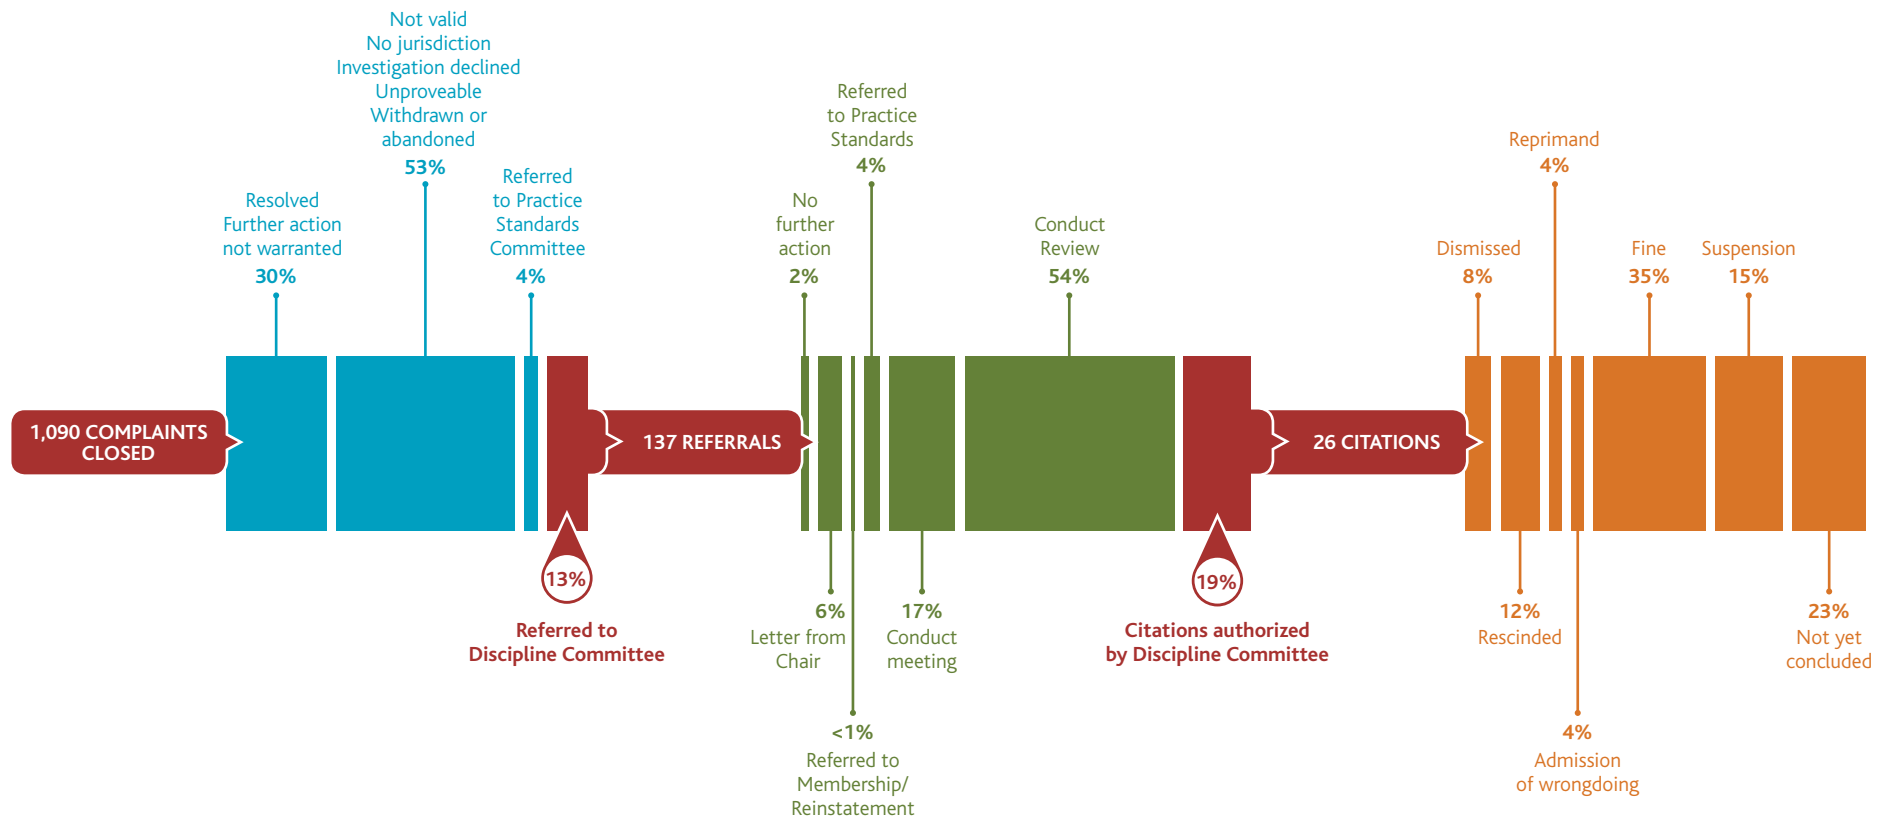 1,090 COMPLAINTS
CLOSED
Resolved
Further action
not warranted
30%
Not valid
No jurisdiction
Investigation declined
Unproveable
Withdrawn or
abandoned
53%
Referred
to Practice
Standards
Committee
4%
13%
Referred to
Discipline Committee
137 REFERRALS
No
further
action
2%
6%
Letter from
Chair
<1%
Referred to
Membership/
Reinstatement
Referred
to Practice
Standards
4%
17%
Conduct
meeting
Conduct
Review
54%
19%
Citations authorized
by Discipline Committee
26 CITATIONS
Dismissed
8%
12%
Rescinded
Reprimand
4%
4%
Admission
of wrongdoing
Fine
35%
Suspension
15%
23%
Not yet
concluded